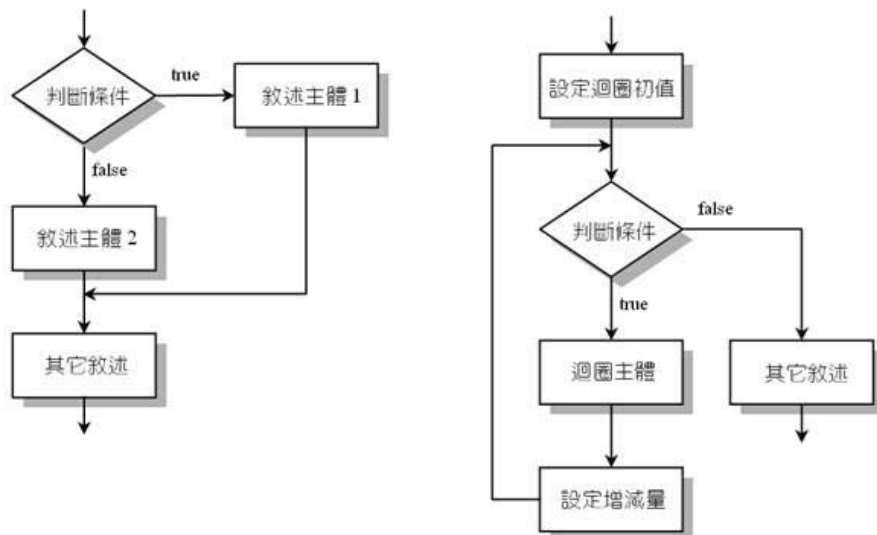 判斷條件
true
敘述主體 1
false
敘述主體 2
其它敘述
設定迴圈初值
判斷條件
false
true
迴圈主體
其它敘述
設定增減量